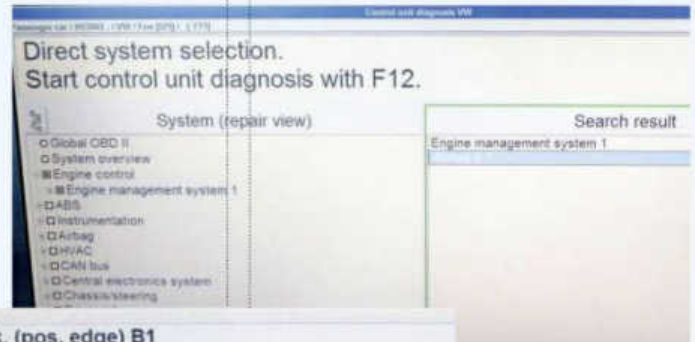 Control unit diagnosis VW
Direct system selection.
Start control unit diagnosis with F12.
System (repair view)
Search result
Global OBD II
Engine management system 1
System overview
Engine control
Engine management system 1
ABS
Instrumentation
Airbag
HVAC
CAN bus
Central electronics system
Chassis/steering
(pos. edge) B1